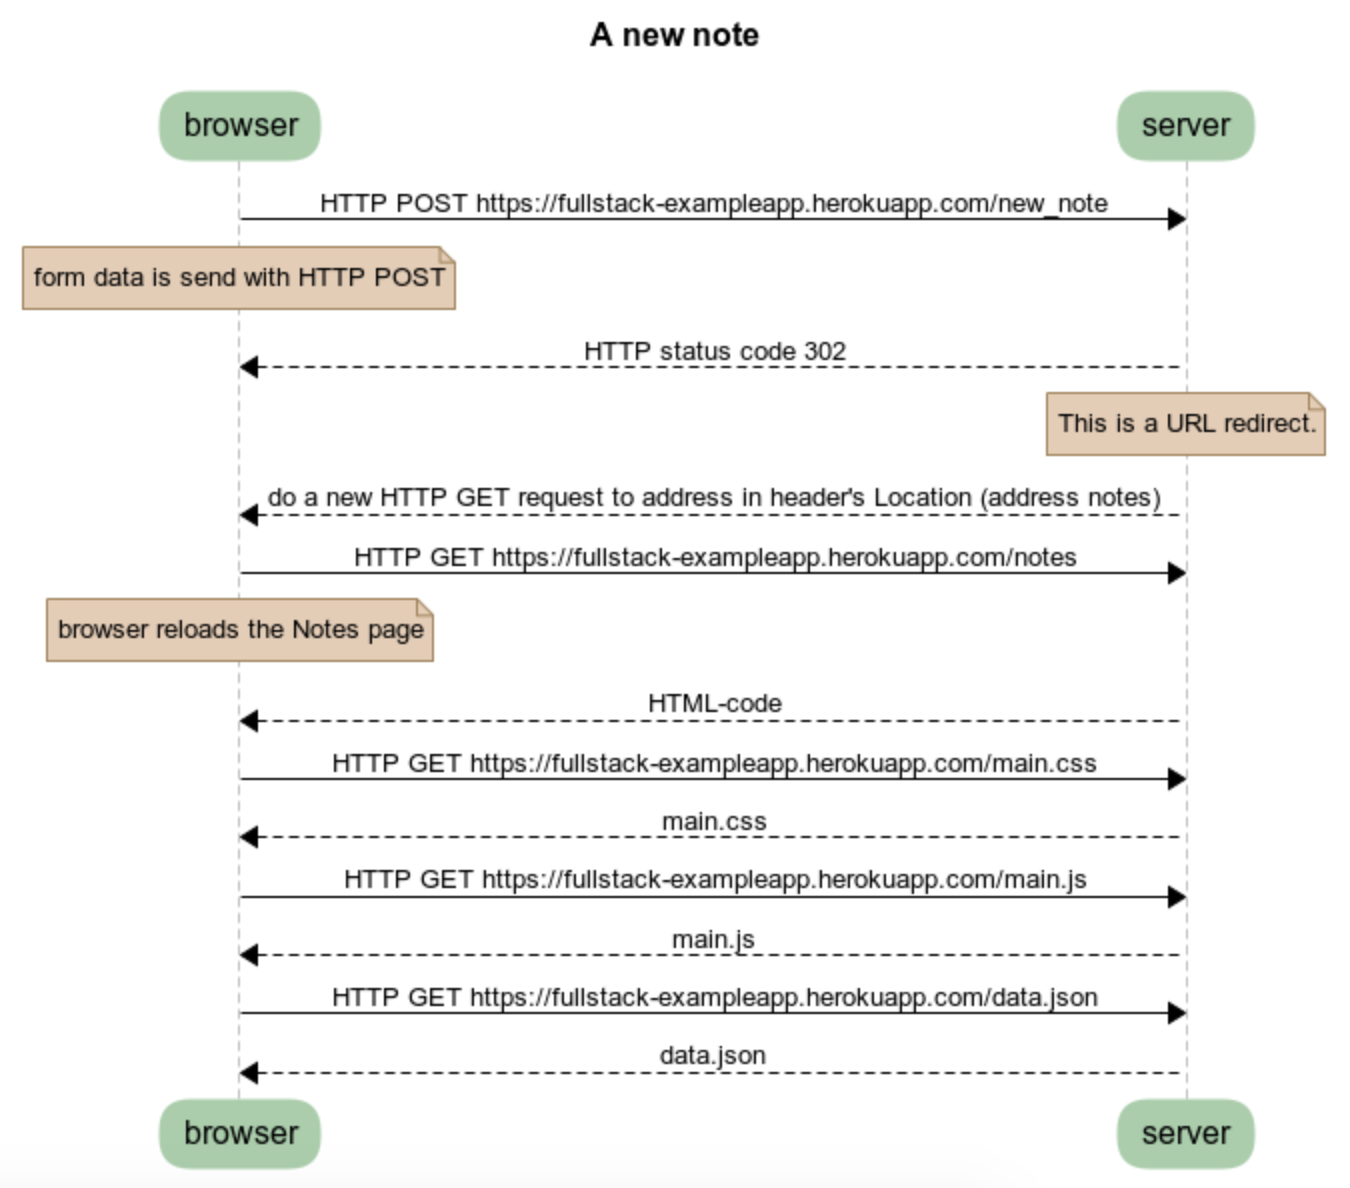 A new note
browser
server
HTTP POST https://fullstack-exampleapp.herokuapp.com/new_note
form data is send with HTTP POST
HTTP status code 302
This is a URL redirect.
do a new HTTP GET request to address in header's Location (address notes)
HTTP GET https://fullstack-exampleapp.herokuapp.com/notes
browser reloads the Notes page
HTML-code
HTTP GET https://fullstack-exampleapp.herokuapp.com/main.css
main.css
HTTP GET https://fullstack-exampleapp.herokuapp.com/main.js
main.js
HTTP GET https://fullstack-exampleapp.herokuapp.com/data.json
data.json
browser
server